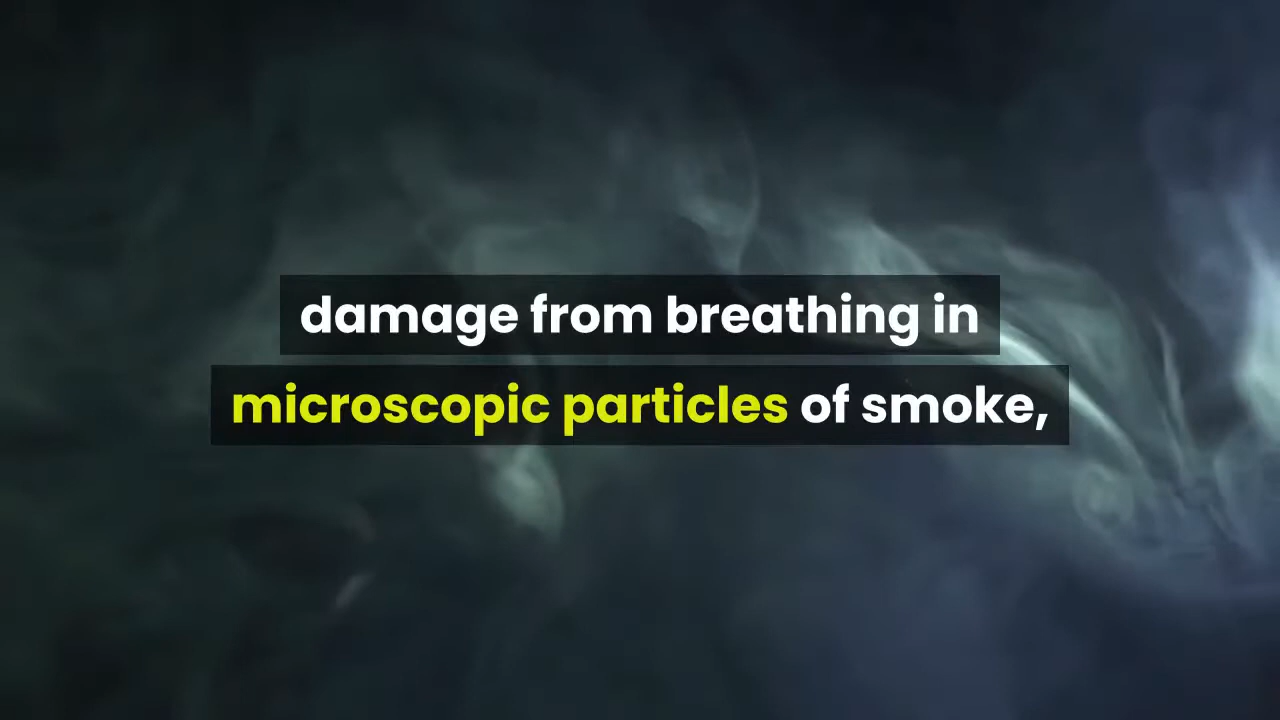 damage from breathing in
microscopic particles of smoke,